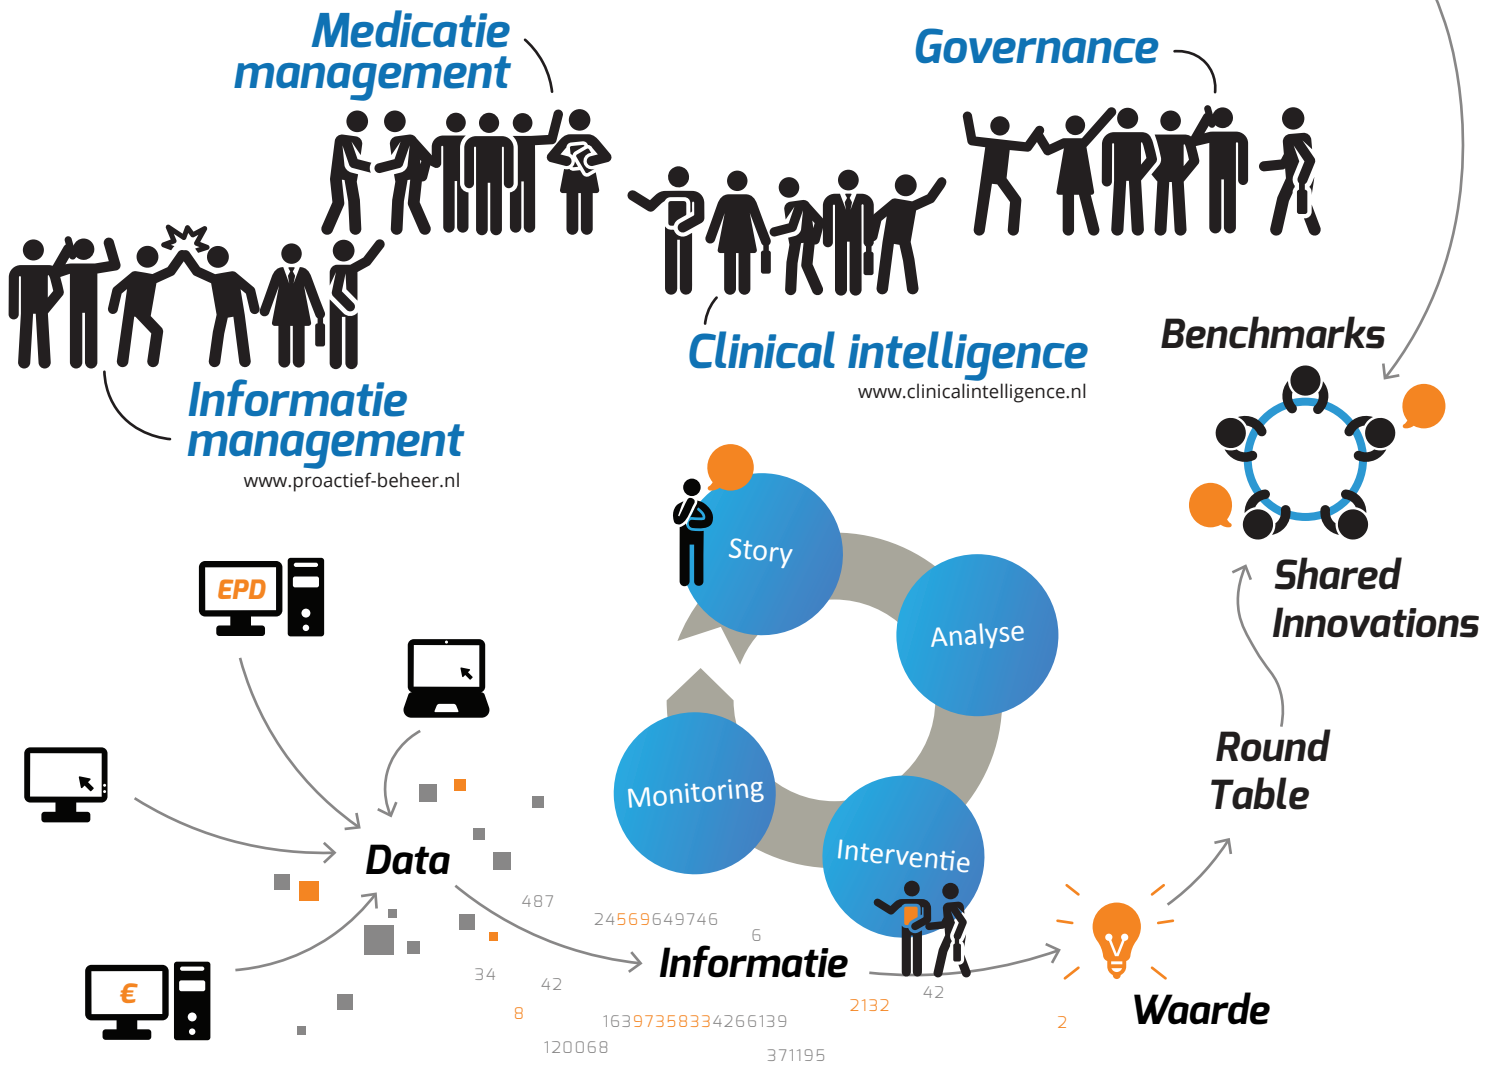 Medicatie
management
Governance
Clinical intelligence
www.clinicalintelligence.nl
Informatie
management
www.proactief-beheer.nl
Benchmarks
Shared
Innovations
Round
Table
EPD
€
Data
Story
Analyse
Interventie
Monitoring
487
24569649746
6
Informatie
34
42
8
16397358334266139
120068
371195
2132
42
2
Waarde